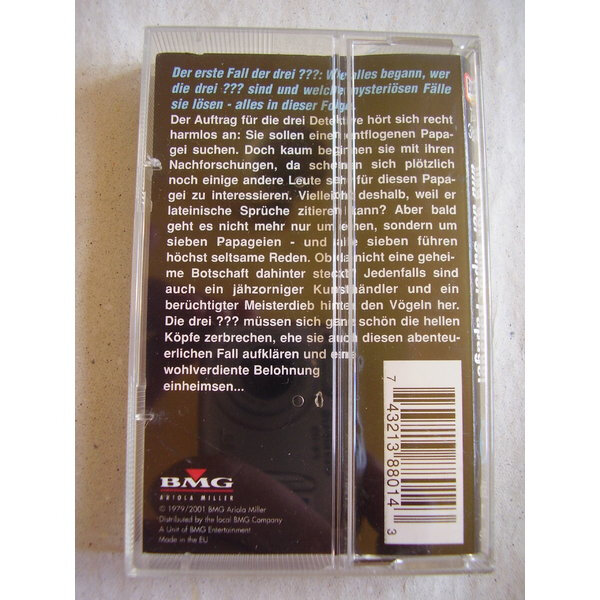 Der erste Fall der drei ???: Wie alles begann, wer
die drei ??? sind und welche mysteriösen Fälle
sie lösen - alles in dieser Folge.
Der Auftrag für die drei Detektive hört sich recht
harmlos an: Sie sollen einen entflogenen Papa-
gei suchen. Doch kaum beginnen sie mit ihren
Nachforschungen, da scheinen sich plötzlich
noch einige andere Leute sehr für diesen Papa-
gei zu interessieren. Vielleicht deshalb, weil er
lateinische Sprüche zitieren kann? Aber bald
geht es nicht mehr nur um einen, sondern um
sieben Papageien - und alle sieben führen
höchst seltsame Reden. Ob da nicht eine gehei-
me Botschaft dahinter steckt? Jedenfalls sind
auch ein jähzorniger Kunsthändler und ein
berüchtigter Meisterdieb hinter den Vögeln her.
Die drei ??? müssen sich ganz schön die hellen
Köpfe zerbrechen, ehe sie auch diesen abenteu-
erlichen Fall aufklären und eine
wohlverdiente Belohnung
einheimsen...
BMG
ARIOLA MILLER
© 1979/2001 BMG Ariola Miller
Distributed by the local BMG Company
A Unit of BMG Entertainment
Made in the EU
7 43213 88014 3